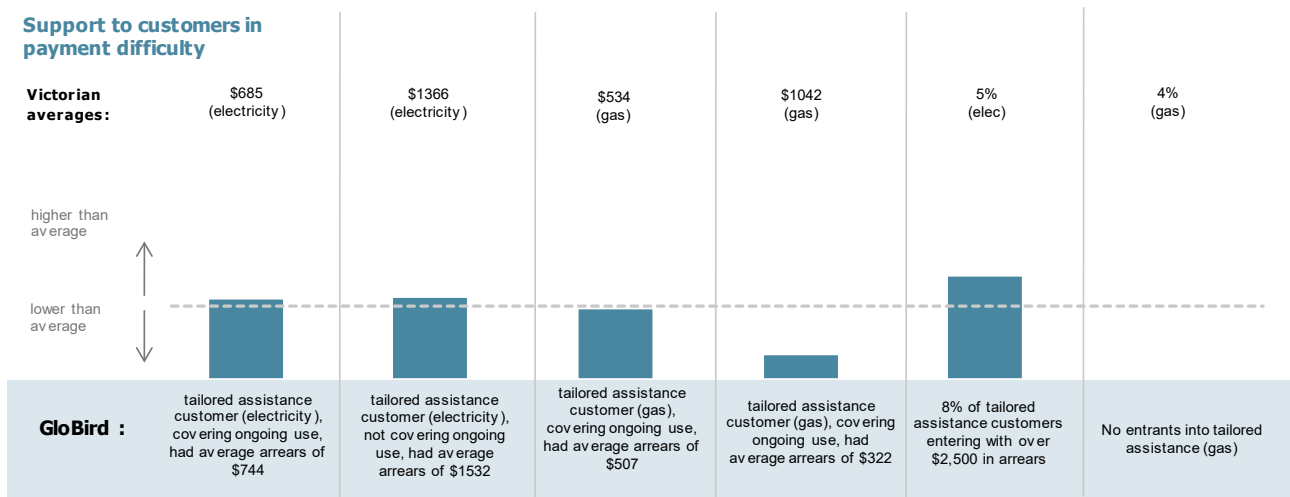 Support to customers in
payment difficulty
Victorian
averages:
$685
(electricity)
$1366
(electricity)
$534
(gas)
$1042
(gas)
5%
(elec)
4%
(gas)
higher than
average
lower than
average
GloBird :
tailored assistance
customer (electricity),
covering ongoing use,
had average arrears of
$744
tailored assistance
customer (electricity),
not covering ongoing
use, had average
arrears of $1532
tailored assistance
customer (gas),
covering ongoing use,
had average arrears of
$507
tailored assistance
customer (gas), covering
ongoing use, had
average arrears of $322
8% of tailored
assistance customers
entering with over
$2,500 in arrears
No entrants into tailored
assistance (gas)